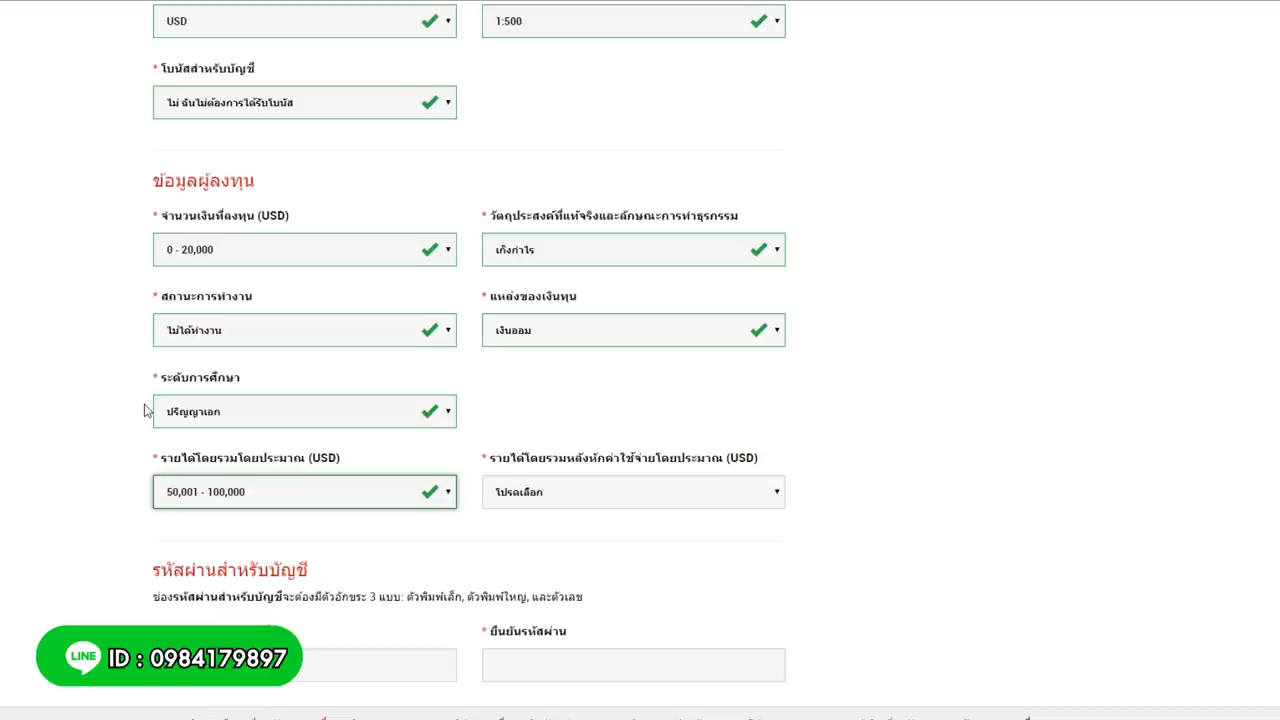 USD
1:500
* โบนัสสำหรับบัญชี
ไม่ ฉันไม่ต้องการได้รับโบนัส
ข้อมูลผู้ลงทุน
* จำนวนเงินที่ลงทุน (USD)
* วัตถุประสงค์ที่แท้จริงและลักษณะการทำธุรกรรม
0 - 20,000
เก็งกำไร
* สถานะการทำงาน
* แหล่งของเงินทุน
ไม่ได้ทำงาน
เงินออม
* ระดับการศึกษา
ปริญญาเอก
* รายได้โดยรวมโดยประมาณ (USD)
* รายได้โดยรวมหลังหักค่าใช้จ่ายโดยประมาณ (USD)
50,001 - 100,000
โปรดเลือก
รหัสผ่านสำหรับบัญชี
ช่องรหัสผ่านสำหรับบัญชีจะต้องมีตัวอักขระ 3 แบบ: ตัวพิมพ์เล็ก, ตัวพิมพ์ใหญ่, และตัวเลข
* ยืนยันรหัสผ่าน
LINE ID : 0984179897